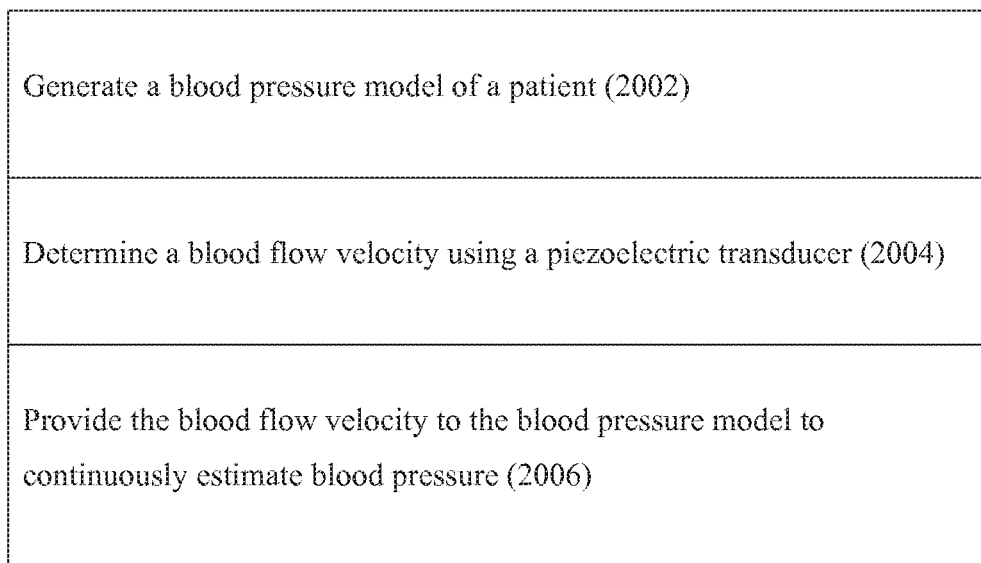 Generate a blood pressure model of a patient (2002)
Determine a blood flow velocity using a piezoelectric transducer (2004)
Provide the blood flow velocity to the blood pressure model to
continuously estimate blood pressure (2006)